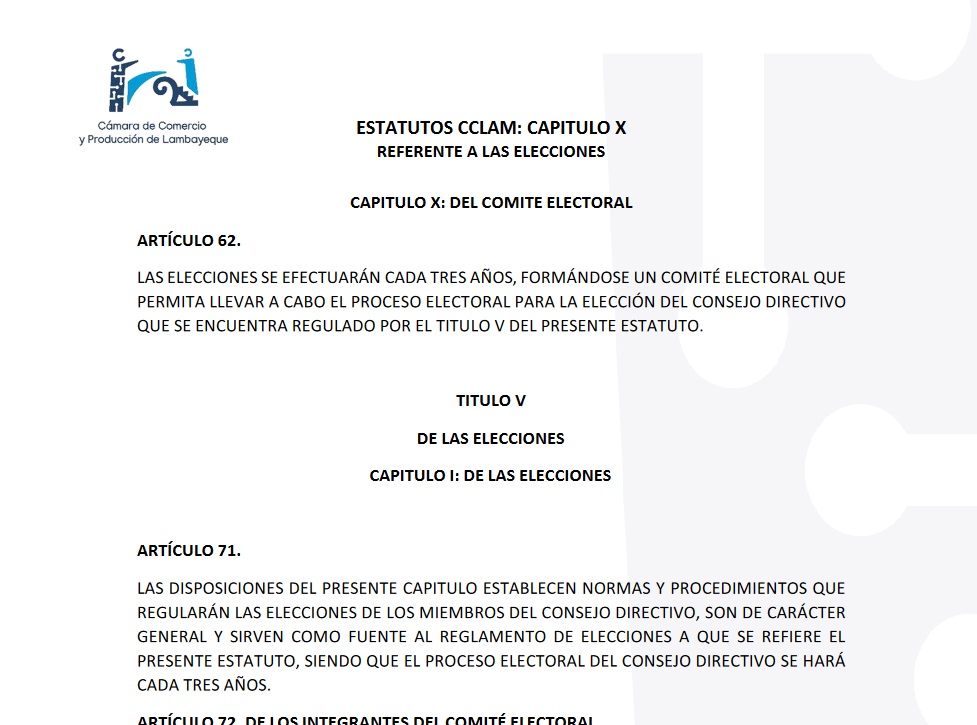 Cámara de Comercio
y Producción de Lambayeque
ESTATUTOS CCLAM: CAPITULO X
REFERENTE A LAS ELECCIONES
CAPITULO X: DEL COMITE ELECTORAL
ARTÍCULO 62.
LAS ELECCIONES SE EFECTUARÁN CADA TRES AÑOS, FORMÁNDOSE UN COMITÉ ELECTORAL QUE
PERMITA LLEVAR A CABO EL PROCESO ELECTORAL PARA LA ELECCIÓN DEL CONSEJO DIRECTIVO
QUE SE ENCUENTRA REGULADO POR EL TITULO V DEL PRESENTE ESTATUTO.
TITULO V
DE LAS ELECCIONES
CAPITULO I: DE LAS ELECCIONES
ARTÍCULO 71.
LAS DISPOSICIONES DEL PRESENTE CAPITULO ESTABLECEN NORMAS Y PROCEDIMIENTOS QUE
REGULARÁN LAS ELECCIONES DE LOS MIEMBROS DEL CONSEJO DIRECTIVO, SON DE CARÁCTER
GENERAL Y SIRVEN COMO FUENTE AL REGLAMENTO DE ELECCIONES A QUE SE REFIERE EL
PRESENTE ESTATUTO, SIENDO QUE EL PROCESO ELECTORAL DEL CONSEJO DIRECTIVO SE HARÁ
CADA TRES AÑOS.
ARTÍCULO 72. DE LOS INTEGRANTES DEL COMITÉ ELECTORAL